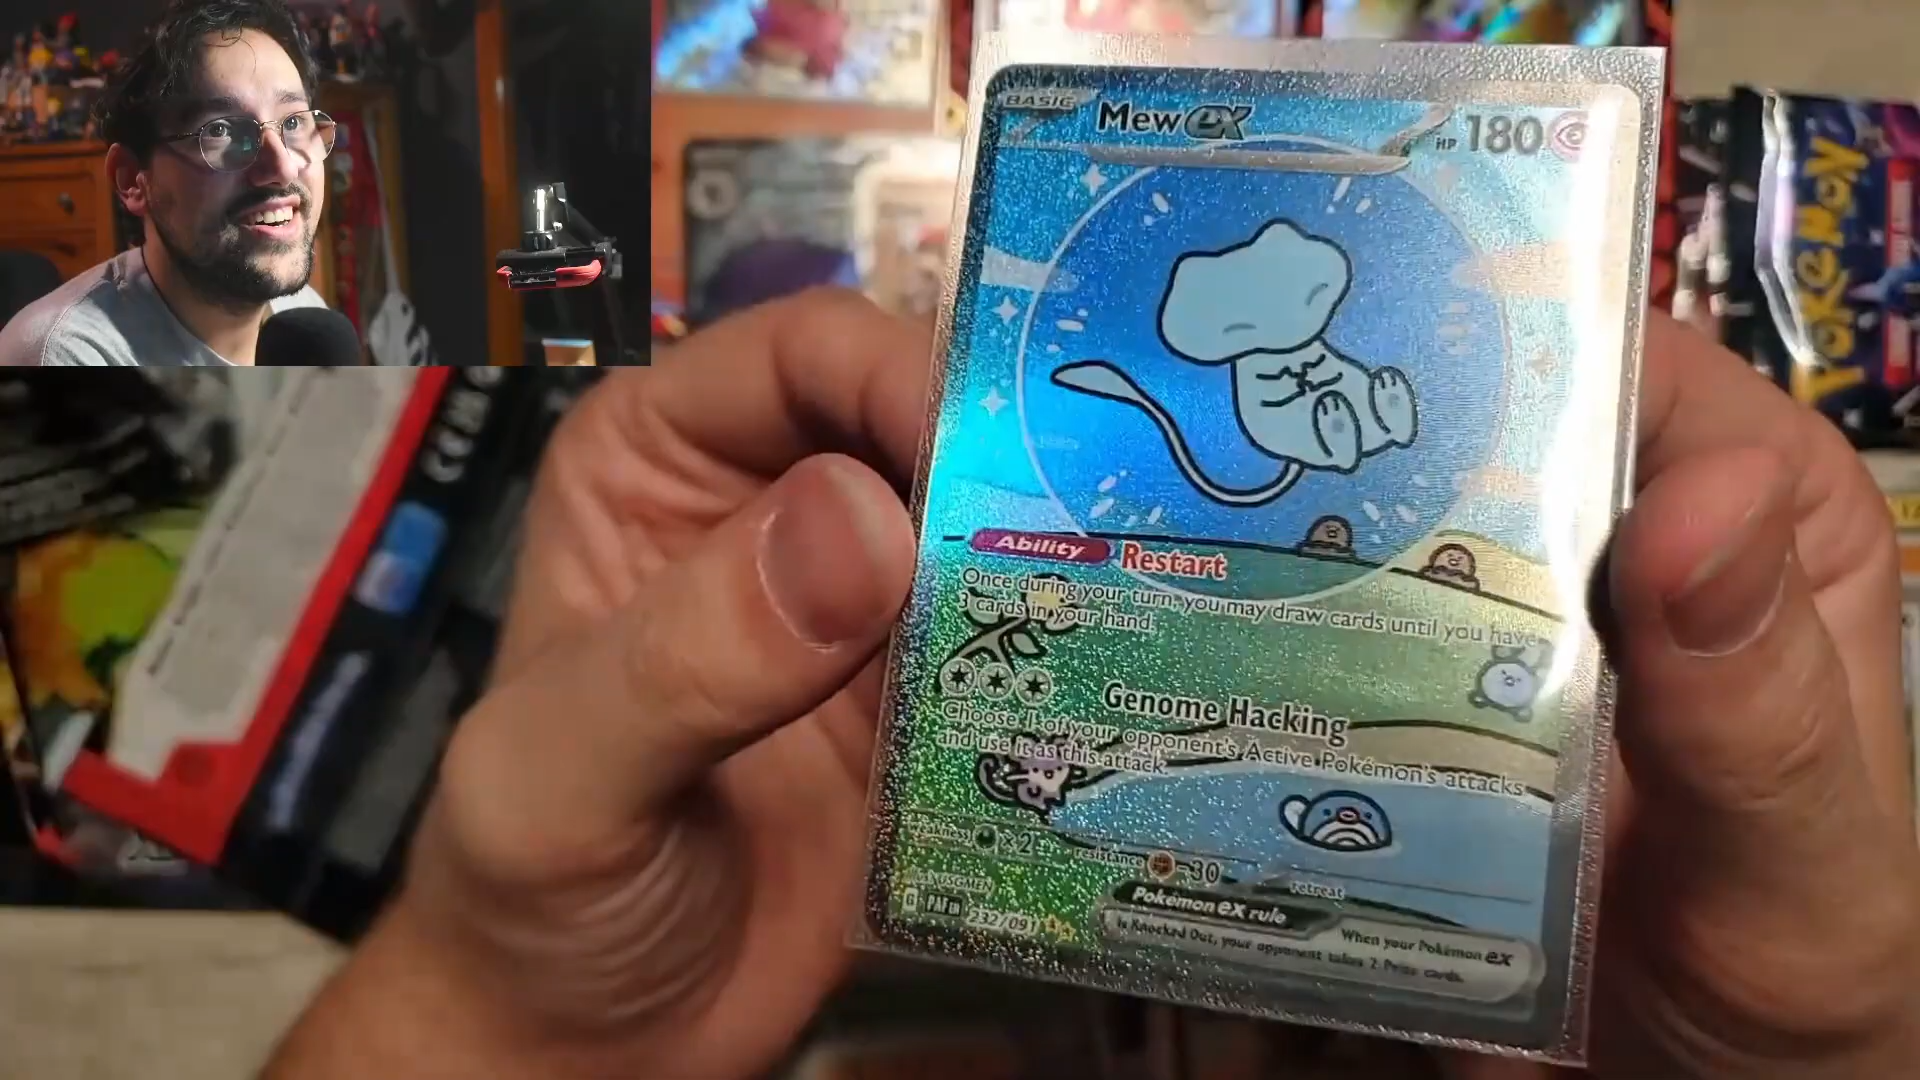 BASIC Mew ex HP 180
POKéMON
Ability Restart
Once during your turn, you may draw cards until you have
3 cards in your hand.
Genome Hacking
Choose 1 of your opponent's Active Pokémon's attacks
and use it as this attack.
weakness ×2 resistance -30
retreat
USGMEN
G PAF EN 232/091
Pokémon ex rule
When your Pokémon ex
is Knocked Out, your opponent takes 2 Prize cards.